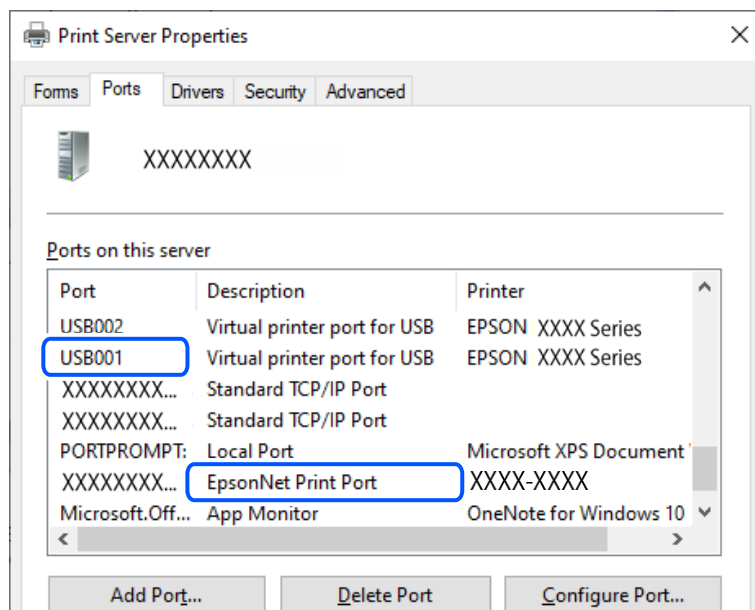 Print Server Properties
Forms Ports Drivers Security Advanced
XXXXXXXX
Ports on this server
Port Description Printer
USB002 Virtual printer port for USB EPSON XXXX Series
USB001 Virtual printer port for USB EPSON XXXX Series
XXXXXXXX... Standard TCP/IP Port
XXXXXXXX... Standard TCP/IP Port
PORTPROMPT: Local Port Microsoft XPS Document
XXXXXXXX... EpsonNet Print Port XXXX-XXXX
Microsoft.Off... App Monitor OneNote for Windows 10
Add Port... Delete Port Configure Port...